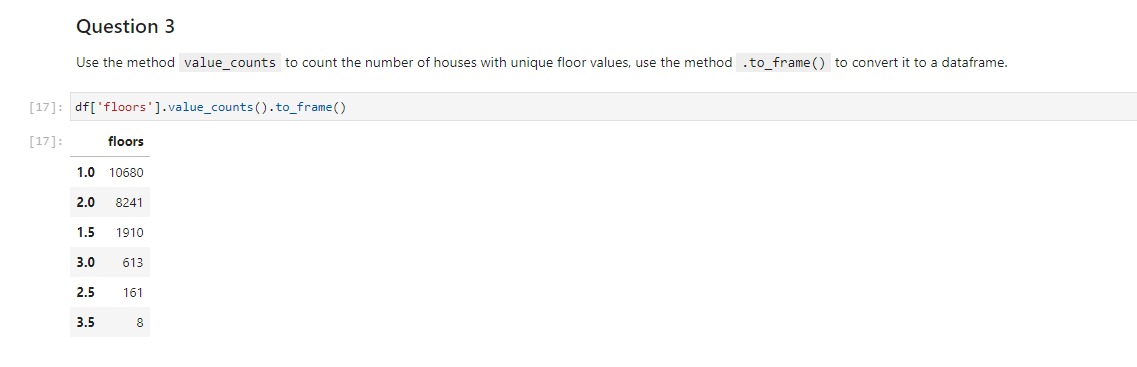 Question 3
Use the method value_counts to count the number of houses with unique floor values, use the method .to_frame() to convert it to a dataframe.
[17]: df['floors'].value_counts().to_frame()
[17]: floors
1.0 10680
2.0 8241
1.5 1910
3.0 613
2.5 161
3.5 8